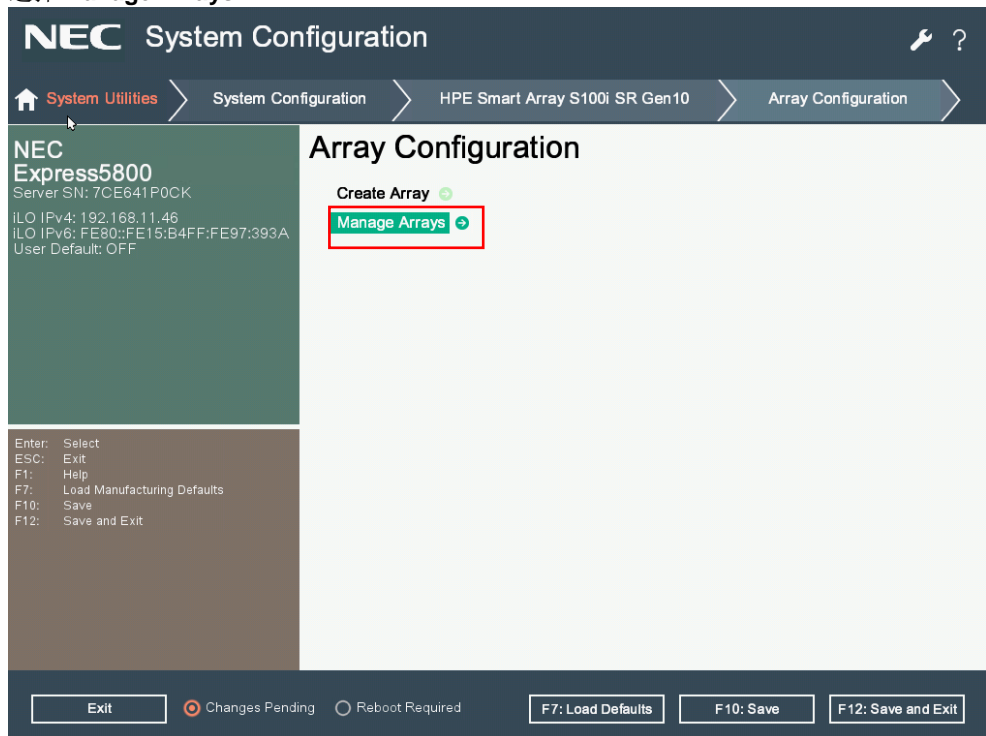 NEC System Configuration
?
System Utilities
System Configuration
HPE Smart Array S100i SR Gen10
Array Configuration
NEC
Express5800
Server SN: 7CE641P0CK
iLO IPv4: 192.168.11.46
iLO IPv6: FE80::FE15:B4FF:FE97:393A
User Default: OFF
Array Configuration
Create Array
Manage Arrays
Enter: Select
ESC: Exit
F1: Help
F7: Load Manufacturing Defaults
F10: Save
F12: Save and Exit
Exit
Changes Pending
Reboot Required
F7: Load Defaults
F10: Save
F12: Save and Exit